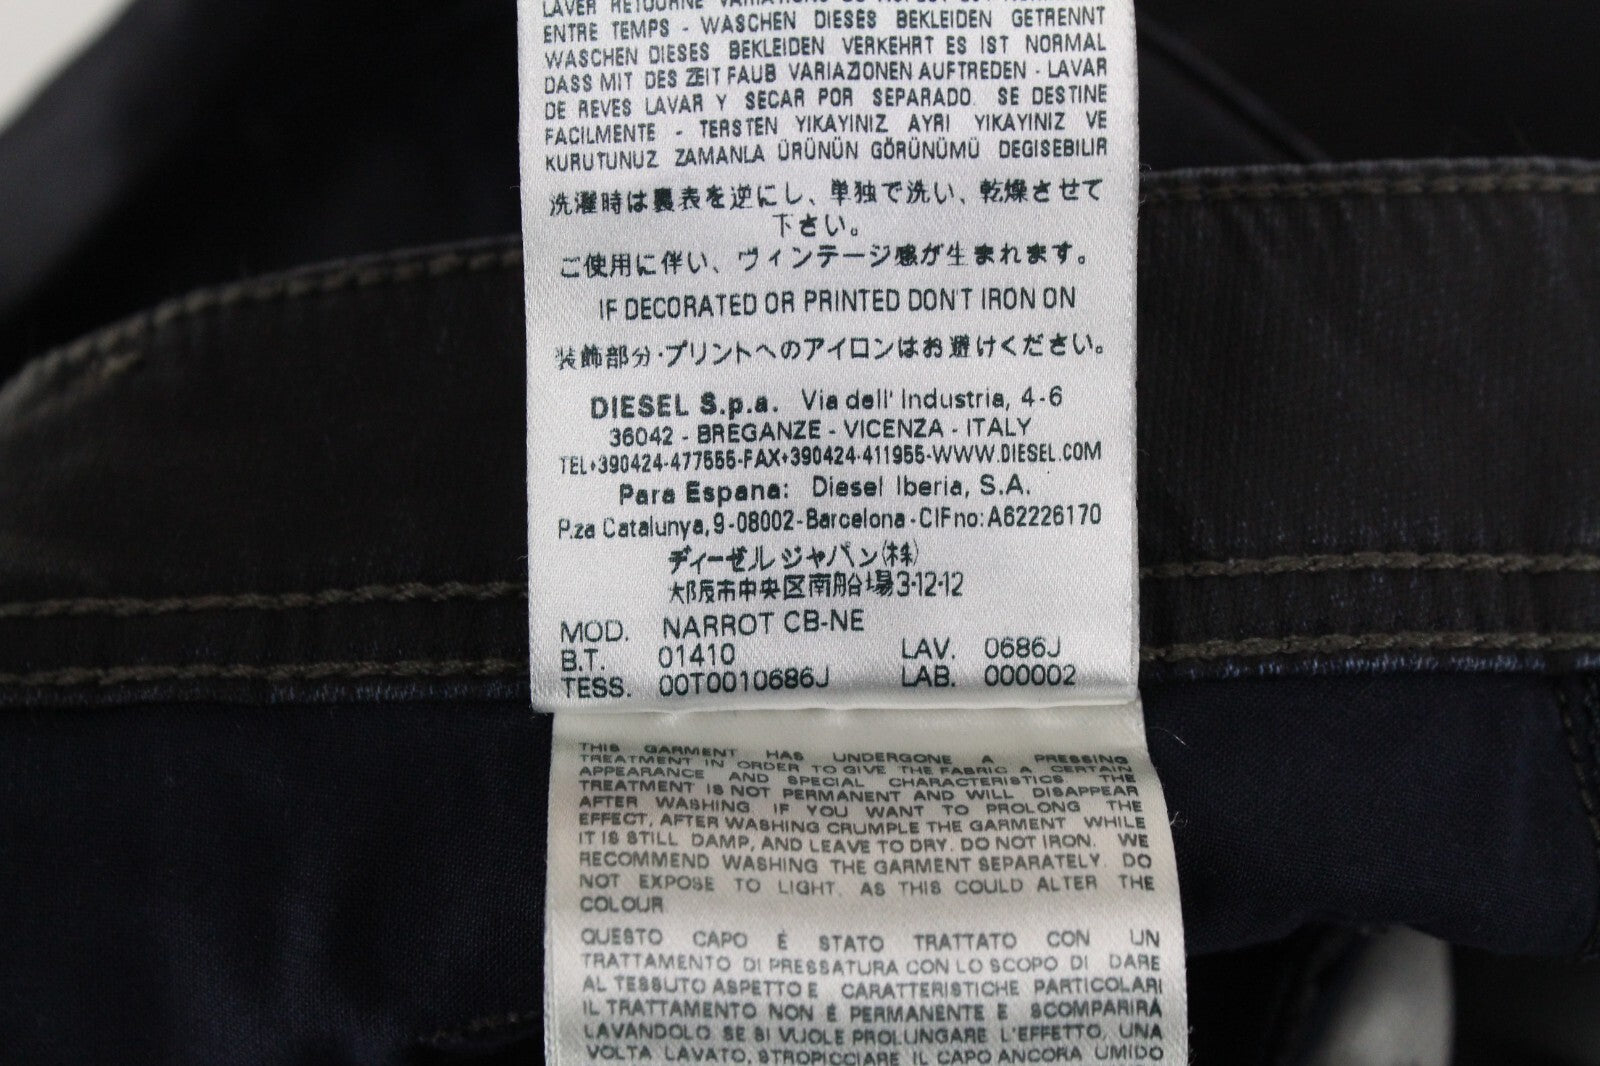 LAVER RETOURNE VARIATIONS
ENTRE TEMPS - WASCHEN DIESES BEKLEIDEN GETRENNT
WASCHEN DIESES BEKLEIDEN VERKEHRT ES IST NORMAL
DASS MIT DES ZEIT FAUB VARIAZIONEN AUFTREDEN - LAVAR
DE REVES LAVAR Y SECAR POR SEPARADO. SE DESTINE
FACILMENTE - TERSTEN YIKAYINIZ AYRI YIKAYINIZ VE
KURUTUNUZ ZAMANLA ÜRÜNÜN GÖRÜNÜMÜ DEGISEBILIR
洗濯時は裏表を逆にし、単独で洗い、乾燥させて
下さい。
ご使用に伴い、ヴィンテージ感が生まれます。
IF DECORATED OR PRINTED DON'T IRON ON
装飾部分・プリントへのアイロンはお避けください。
DIESEL S.p.a. Via dell' Industria, 4-6
36042 - BREGANZE - VICENZA - ITALY
TEL+390424-477555-FAX+390424-411955-WWW.DIESEL.COM
Para Espana: Diesel Iberia, S.A.
P.za Catalunya, 9-08002-Barcelona-CIF no: A62226170
ディーゼルジャパン(株)
大阪市中央区南船場3-12-12
MOD. NARROT CB-NE
B.T. 01410 LAV. 0686J
TESS. 00T0010686J LAB. 000002
THIS GARMENT HAS UNDERGONE A PRESSING
TREATMENT IN ORDER TO GIVE THE FABRIC A CERTAIN
APPEARANCE AND SPECIAL CHARACTERISTICS. THE
TREATMENT IS NOT PERMANENT AND WILL DISAPPEAR
AFTER WASHING. IF YOU WANT TO PROLONG THE
EFFECT, AFTER WASHING CRUMPLE THE GARMENT WHILE
IT IS STILL DAMP, AND LEAVE TO DRY. DO NOT IRON. WE
RECOMMEND WASHING THE GARMENT SEPARATELY. DO
NOT EXPOSE TO LIGHT, AS THIS COULD ALTER THE
COLOUR
QUESTO CAPO É STATO TRATTATO CON UN
TRATTAMENTO DI PRESSATURA CON LO SCOPO DI DARE
AL TESSUTO ASPETTO E CARATTERISTICHE PARTICOLARI
IL TRATTAMENTO NON É PERMANENTE E SCOMPARIRÁ
LAVANDOLO SE SI VUOLE PROLUNGARE L'EFFETTO, UNA
VOLTA LAVATO, STROPICCIARE IL CAPO ANCORA UMIDO